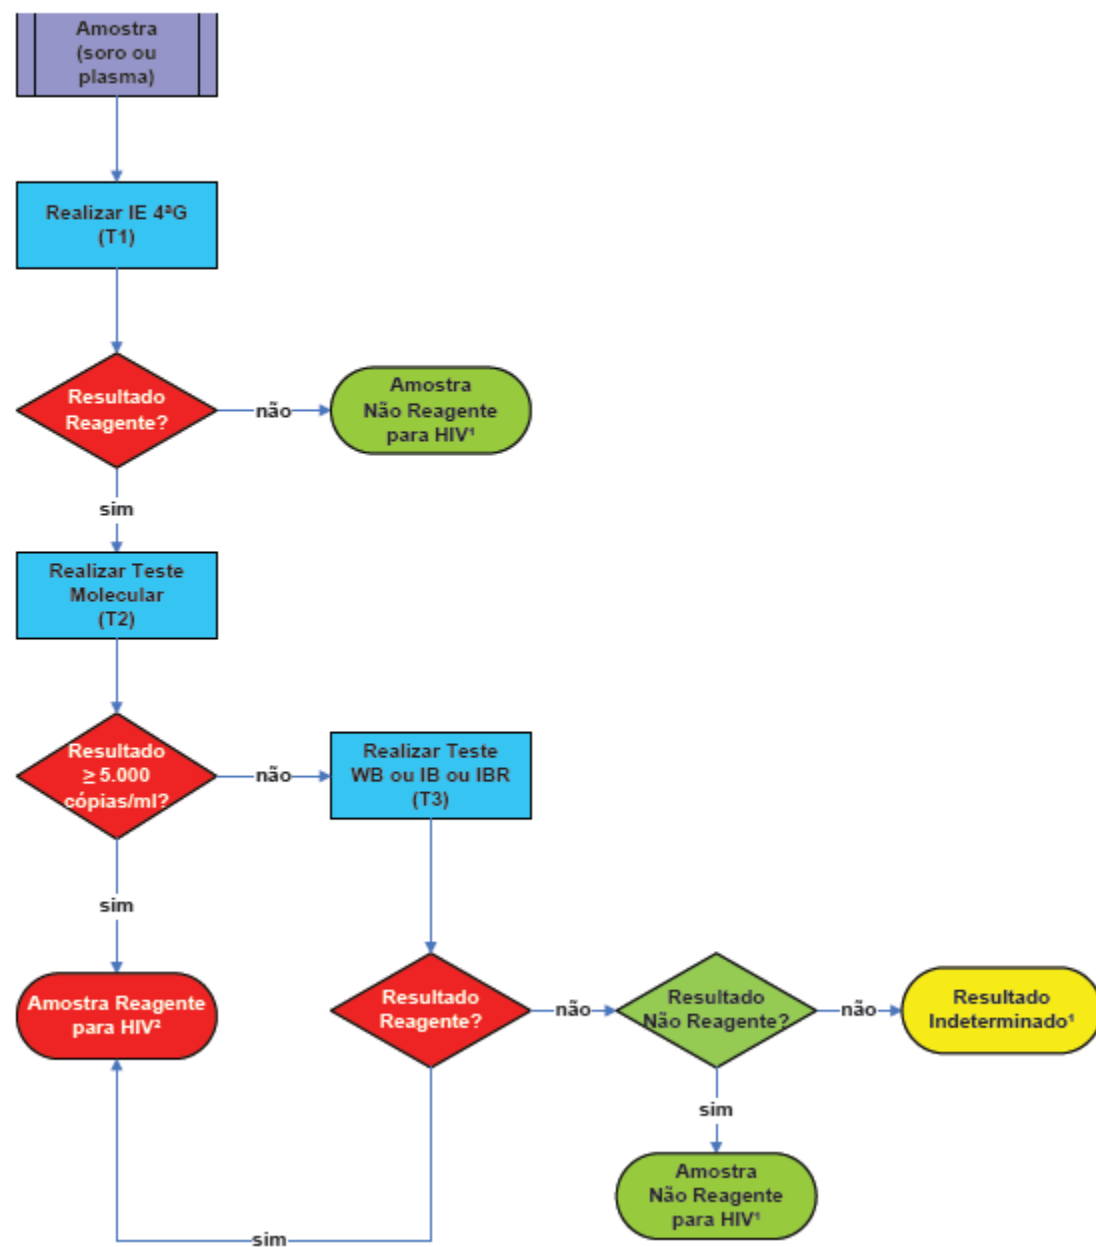 Amostra
(soro ou
plasma)
Realizar IE 4ªG
(T1)
Resultado
Reagente?
não
Amostra
Não Reagente
para HIV¹
sim
Realizar Teste
Molecular
(T2)
Resultado
≥ 5.000
cópias/ml?
não
Realizar Teste
WB ou IB ou IBR
(T3)
sim
Amostra Reagente
para HIV²
Resultado
Reagente?
não
Resultado
Não Reagente?
não
Resultado
Indeterminado¹
sim
Amostra
Não Reagente
para HIV¹
sim